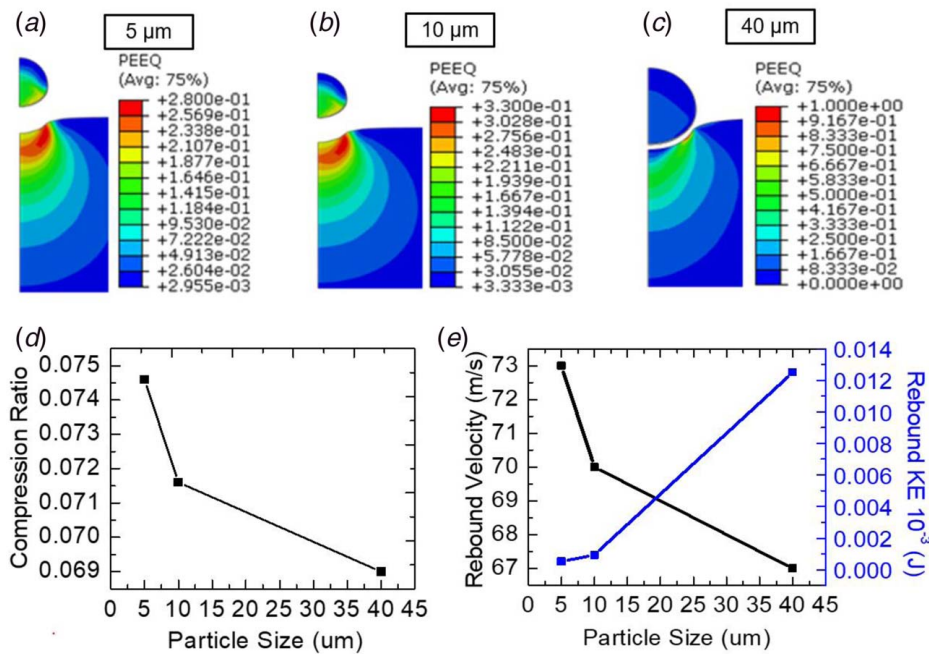 (a) 5 µm
PEEQ
(Avg: 75%)
+2.800e-01
+2.569e-01
+2.338e-01
+2.107e-01
+1.877e-01
+1.646e-01
+1.415e-01
+1.184e-01
+9.530e-02
+7.222e-02
+4.913e-02
+2.604e-02
+2.955e-03
(b) 10 µm
PEEQ
(Avg: 75%)
+3.300e-01
+3.028e-01
+2.756e-01
+2.483e-01
+2.211e-01
+1.939e-01
+1.667e-01
+1.394e-01
+1.122e-01
+8.500e-02
+5.778e-02
+3.055e-02
+3.333e-03
(c) 40 µm
PEEQ
(Avg: 75%)
+1.000e+00
+9.167e-01
+8.333e-01
+7.500e-01
+6.667e-01
+5.833e-01
+5.000e-01
+4.167e-01
+3.333e-01
+2.500e-01
+1.667e-01
+8.333e-02
+0.000e+00
(d)
Compression Ratio
0.075
0.074
0.073
0.072
0.071
0.070
0.069
0 5 10 15 20 25 30 35 40 45
Particle Size (um)
(e)
Rebound Velocity (m/s)
73
72
71
70
69
68
67
0 5 10 15 20 25 30 35 40 45
Particle Size (um)
0.014
0.012
0.010
0.008
0.006
0.004
0.002
0.000
Rebound KE 10⁻³ (J)